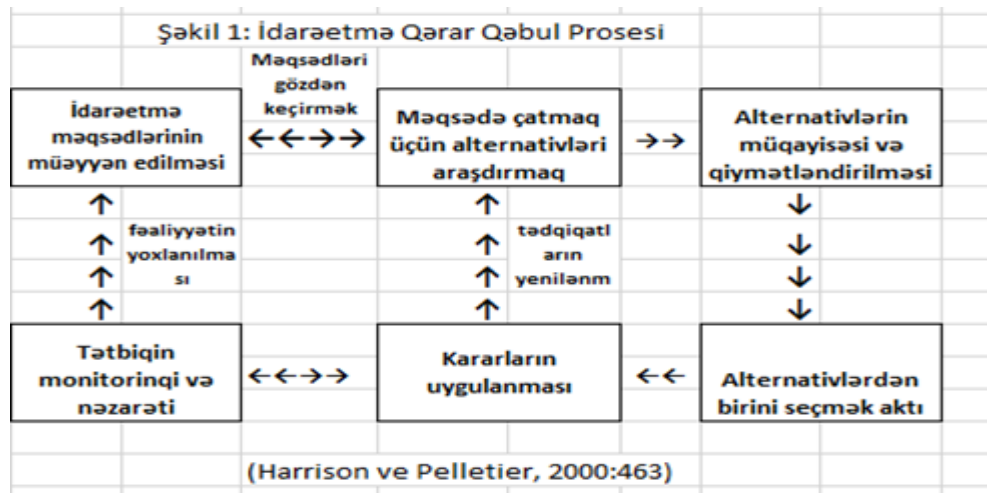 Şəkil 1: İdarəetmə Qərar Qəbul Prosesi
Məqsədləri
gözdən
keçirmək
←←→→
İdarəetmə
məqsədlərinin
müəyyən edilməsi
Məqsədə çatmaq
üçün alternativləri
araşdırmaq
→→
Alternativlərin
müqayisəsi və
qiymətləndirilməsi
↑
↑
↑
↑
fəaliyyətin
yoxlanılma
sı
↑
↑
↑
↑
tədqiqatl
arın
yenilənm
↓
↓
↓
↓
Tətbiqin
monitorinqi və
nəzarəti
←←→→
Kararların
uygulanması
←←
Alternativlərdən
birini seçmək aktı
(Harrison ve Pelletier, 2000:463)